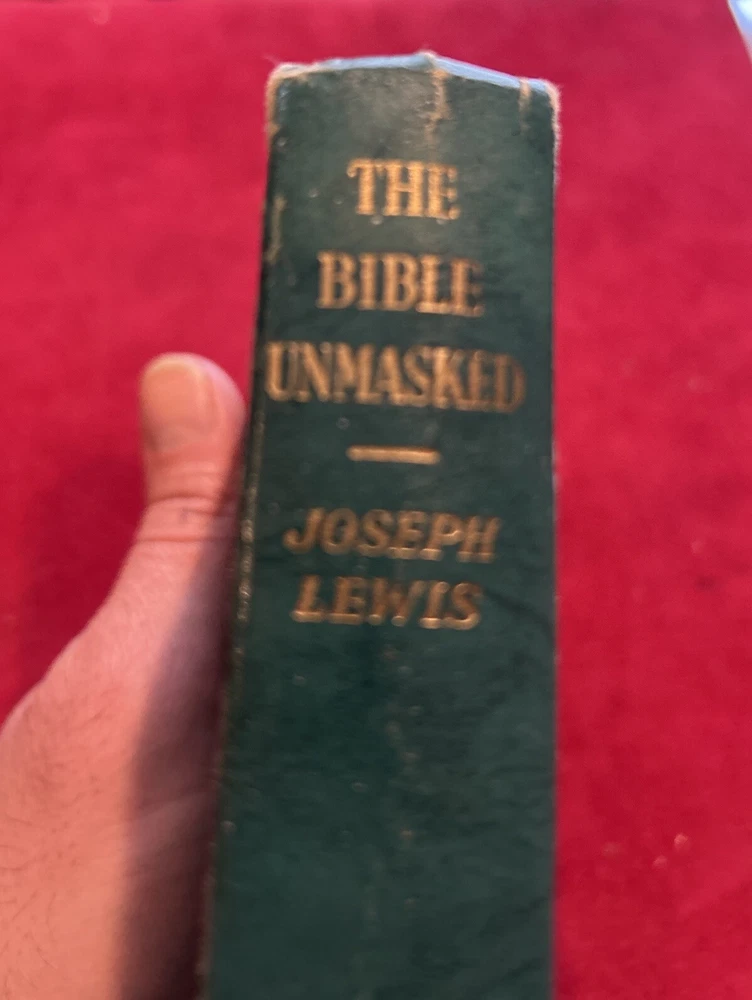 THE
BIBLE
UNMASKED
JOSEPH
LEWIS